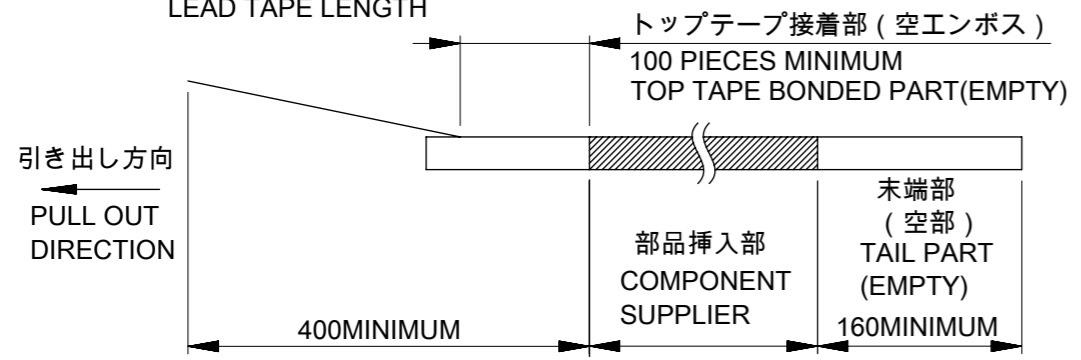 LEAD TAPE LENGTH
トップテープ接着部 ( 空エンボス )
100 PIECES MINIMUM
TOP TAPE BONDED PART(EMPTY)
引き出し方向
PULL OUT
DIRECTION
部品挿入部
COMPONENT
SUPPLIER
末端部
( 空部 )
TAIL PART
(EMPTY)
400MINIMUM
160MINIMUM